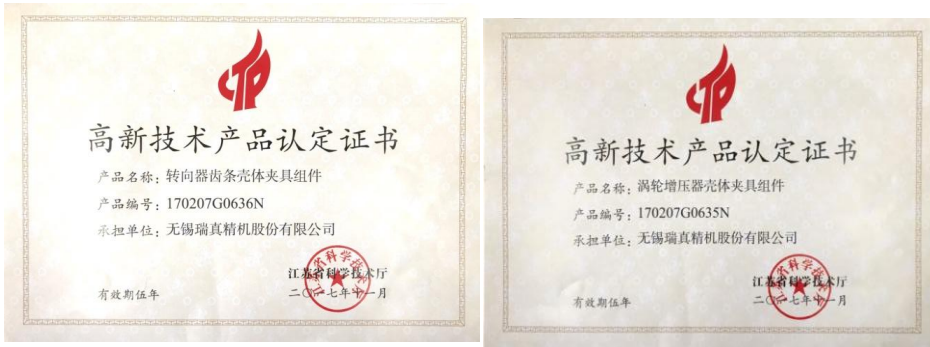 高新技术产品认定证书
产品名称：转向器齿条壳体夹具组件
产品编号：170207G0636N
承担单位：无锡瑞真精机股份有限公司
江苏省科学技术厅
有效期伍年
二〇一七年十一月
高新技术产品认定证书
产品名称：涡轮增压器壳体夹具组件
产品编号：170207G0635N
承担单位：无锡瑞真精机股份有限公司
江苏省科学技术厅
有效期伍年
二〇一七年十一月